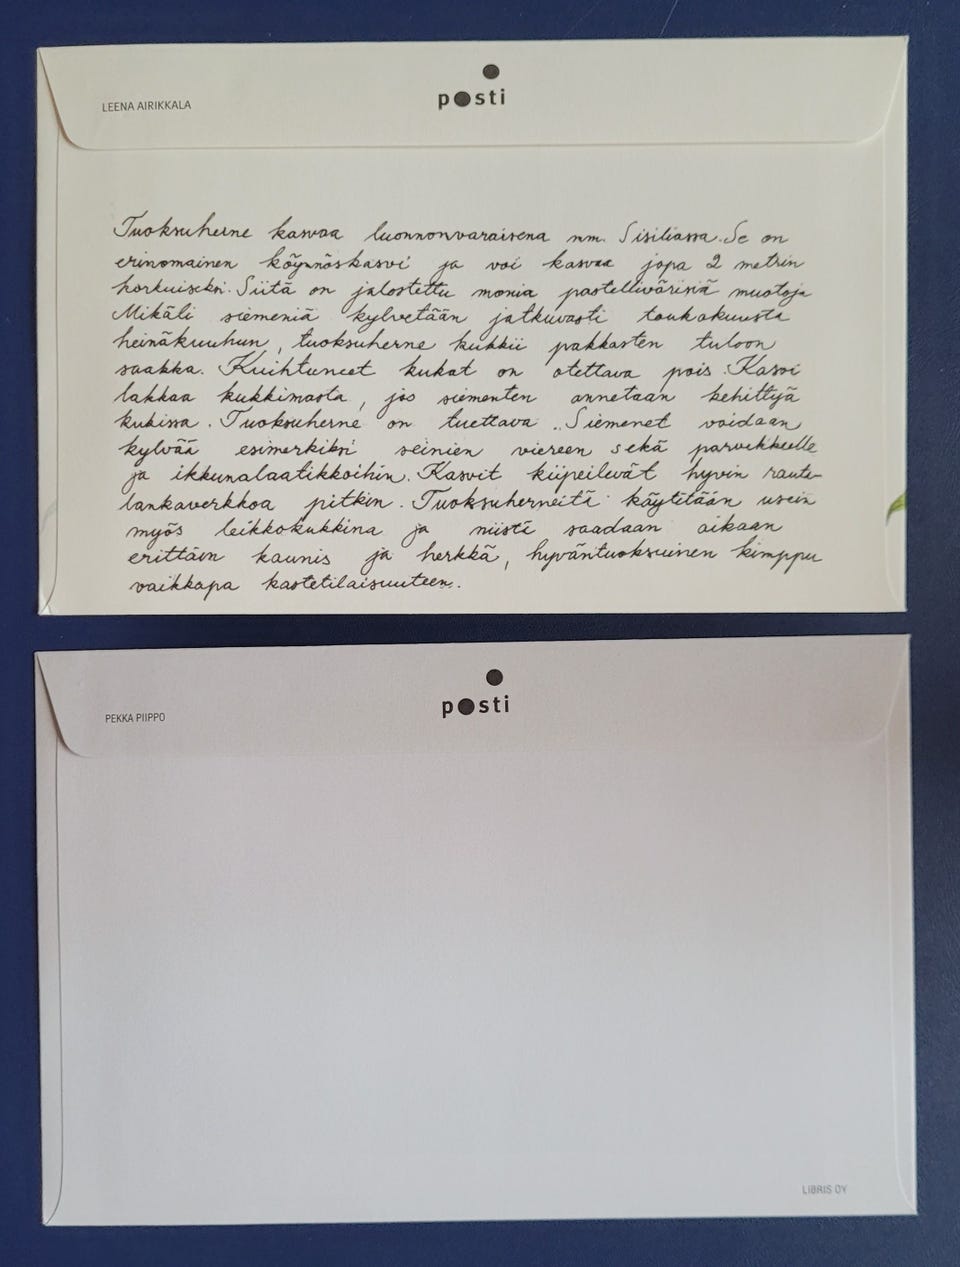 LEENA AIRIKKALA
posti
Tuoksuherne kasvaa luonnonvaraisena mm. Sisiliassa. Se on
erinomainen köynnöskasvi ja voi kasvaa jopa 2 metrin
korkuiseksi. Siitä on jalostettu monia pastellivärisiä muotoja
Mikäli siemeniä kylvetään jatkuvasti toukokuusta
heinäkuuhun, tuoksuherne kukkii pakkasten tuloon
saakka. Kuihtuneet kukat on otettava pois. Kasvi
lakkaa kukkimasta, jos siementen annetaan kehittyä
kukissa. Tuoksuherne on tuettava. Siemenet voidaan
kylvää esimerkiksi seinien viereen sekä parvekkeelle
ja ikkunalaatikkoihin. Kasvit kiipeilevät hyvin rauta-
lankaverkkoa pitkin. Tuoksuherneitä käytetään usein
myös leikkokukkina ja niistä saadaan aikaan
erittäin kaunis ja herkkä, hyväntuoksuinen kimppu
vaikkapa kastetilaisuuteen.
PEKKA PIIPPO
posti
LIBRIS OY